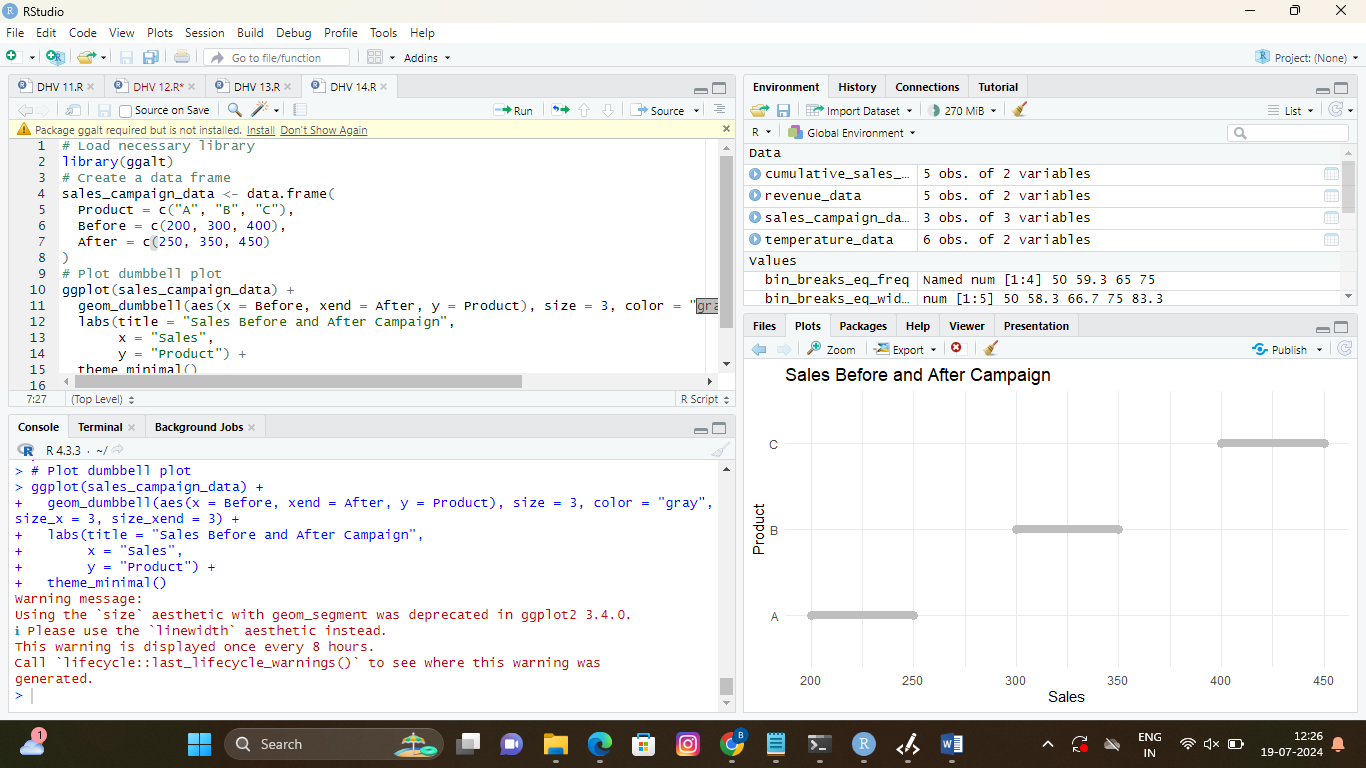 RStudio
File Edit Code View Plots Session Build Debug Profile Tools Help
Go to file/function Addins Project: (None)
DHV 11.R DHV 12.R* DHV 13.R DHV 14.R
Source on Save Run Source
Package ggalt required but is not installed. Install Don't Show Again
1 # Load necessary library
2 library(ggalt)
3 # Create a data frame
4 sales_campaign_data <- data.frame(
5 Product = c("A", "B", "C"),
6 Before = c(200, 300, 400),
7 After = c(250, 350, 450)
8 )
9 # Plot dumbbell plot
10 ggplot(sales_campaign_data) +
11 geom_dumbbell(aes(x = Before, xend = After, y = Product), size = 3, color = "gra
12 labs(title = "Sales Before and After Campaign",
13 x = "Sales",
14 y = "Product") +
15 theme_minimal()
16
7:27 (Top Level) R Script
Console Terminal Background Jobs
R 4.3.3 · ~/
> # Plot dumbbell plot
> ggplot(sales_campaign_data) +
+ geom_dumbbell(aes(x = Before, xend = After, y = Product), size = 3, color = "gray",
size_x = 3, size_xend = 3) +
+ labs(title = "Sales Before and After Campaign",
+ x = "Sales",
+ y = "Product") +
+ theme_minimal()
Warning message:
Using the `size` aesthetic with geom_segment was deprecated in ggplot2 3.4.0.
ℹ Please use the `linewidth` aesthetic instead.
This warning is displayed once every 8 hours.
Call `lifecycle::last_lifecycle_warnings()` to see where this warning was
generated.
>
Environment History Connections Tutorial
Import Dataset 270 MiB List
R Global Environment
Data
cumulative_sales_… 5 obs. of 2 variables
revenue_data 5 obs. of 2 variables
sales_campaign_da… 3 obs. of 3 variables
temperature_data 6 obs. of 2 variables
Values
bin_breaks_eq_freq Named num [1:4] 50 59.3 65 75
bin_breaks_eq_wid… num [1:5] 50 58.3 66.7 75 83.3
Files Plots Packages Help Viewer Presentation
Zoom Export Publish
Sales Before and After Campaign
C
B
A
Product
200 250 300 350 400 450
Sales
1
Search
B
ENG
IN
12:26
19-07-2024